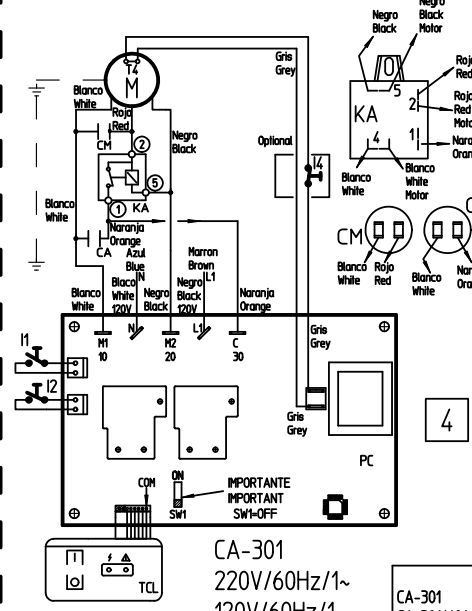 Negro
Black
Negro
Black
Motor
Gris
Grey
T4
M
Blanco
White
Rojo
Red
CM
2
Negro
Black
5
1
KA
Blanco
White
Naranja
Orange
CA
Azul
Blue
Marron
Brown
N
L1
Blanco
White
Blaco
White
120V
Negro
Black
Negro
Black
120V
Naranja
Orange
Optional
I4
KA
5
2
1
4
Rojo
Red
Rojo
Red
Blanco
White
Blanco
White
Motor
CM
Blanco
White
Rojo
Red
Blanco
White
I1
I2
M1
10
N
M2
20
L1
C
30
Gris
Grey
Gris
Grey
PC
4
COM
ON
SW1
IMPORTANTE
IMPORTANT
SW1=OFF
TCL
CA-301
220V/60Hz/1~
120V/60Hz/1
CA-301